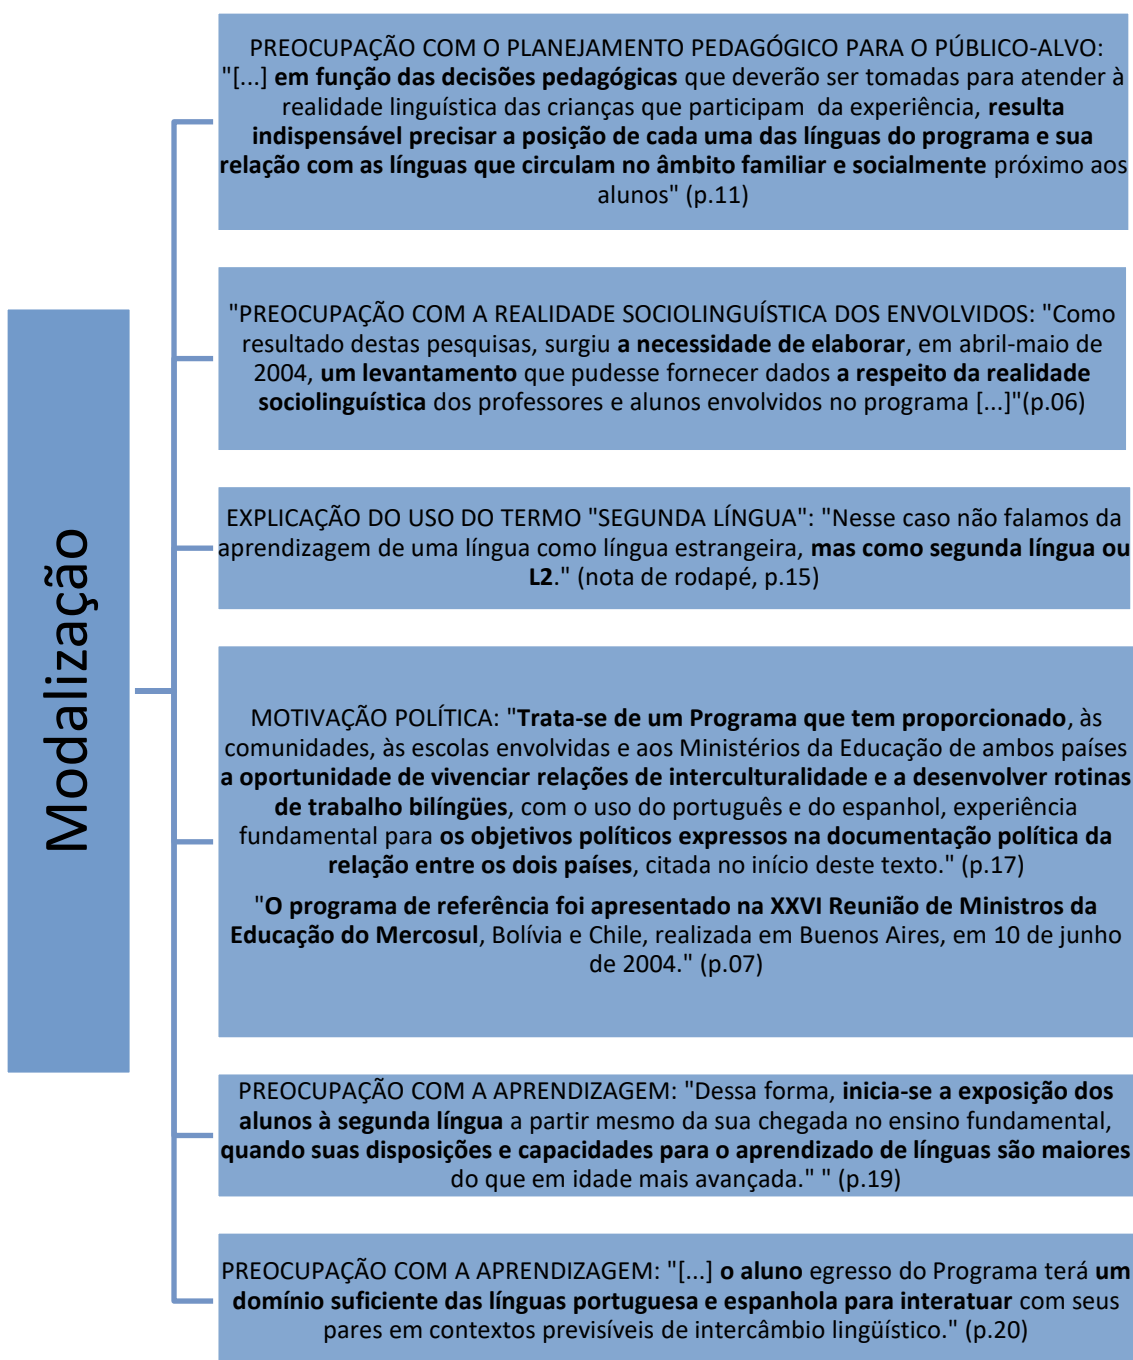 Modalização
PREOCUPAÇÃO COM O PLANEJAMENTO PEDAGÓGICO PARA O PÚBLICO-ALVO:
"[...] em função das decisões pedagógicas que deverão ser tomadas para atender à
realidade linguística das crianças que participam da experiência, resulta
indispensável precisar a posição de cada uma das línguas do programa e sua
relação com as línguas que circulam no âmbito familiar e socialmente próximo aos
alunos" (p.11)
"PREOCUPAÇÃO COM A REALIDADE SOCIOLINGUÍSTICA DOS ENVOLVIDOS: "Como
resultado destas pesquisas, surgiu a necessidade de elaborar, em abril-maio de
2004, um levantamento que pudesse fornecer dados a respeito da realidade
sociolinguística dos professores e alunos envolvidos no programa [...]"(p.06)
EXPLICAÇÃO DO USO DO TERMO "SEGUNDA LÍNGUA": "Nesse caso não falamos da
aprendizagem de uma língua como língua estrangeira, mas como segunda língua ou
L2." (nota de rodapé, p.15)
MOTIVAÇÃO POLÍTICA: "Trata-se de um Programa que tem proporcionado, às
comunidades, às escolas envolvidas e aos Ministérios da Educação de ambos países
a oportunidade de vivenciar relações de interculturalidade e a desenvolver rotinas
de trabalho bilíngües, com o uso do português e do espanhol, experiência
fundamental para os objetivos políticos expressos na documentação política da
relação entre os dois países, citada no início deste texto." (p.17)
"O programa de referência foi apresentado na XXVI Reunião de Ministros da
Educação do Mercosul, Bolívia e Chile, realizada em Buenos Aires, em 10 de junho
de 2004." (p.07)
PREOCUPAÇÃO COM A APRENDIZAGEM: "Dessa forma, inicia-se a exposição dos
alunos à segunda língua a partir mesmo da sua chegada no ensino fundamental,
quando suas disposições e capacidades para o aprendizado de línguas são maiores
do que em idade mais avançada." " (p.19)
PREOCUPAÇÃO COM A APRENDIZAGEM: "[...] o aluno egresso do Programa terá um
domínio suficiente das línguas portuguesa e espanhola para interatuar com seus
pares em contextos previsíveis de intercâmbio lingüístico." (p.20)